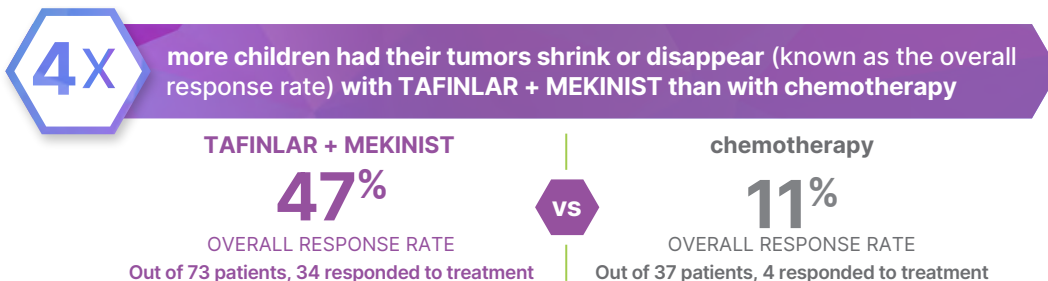 4X
more children had their tumors shrink or disappear (known as the overall
response rate) with TAFINLAR + MEKINIST than with chemotherapy
TAFINLAR + MEKINIST
47%
OVERALL RESPONSE RATE
Out of 73 patients, 34 responded to treatment
vs
chemotherapy
11%
OVERALL RESPONSE RATE
Out of 37 patients, 4 responded to treatment